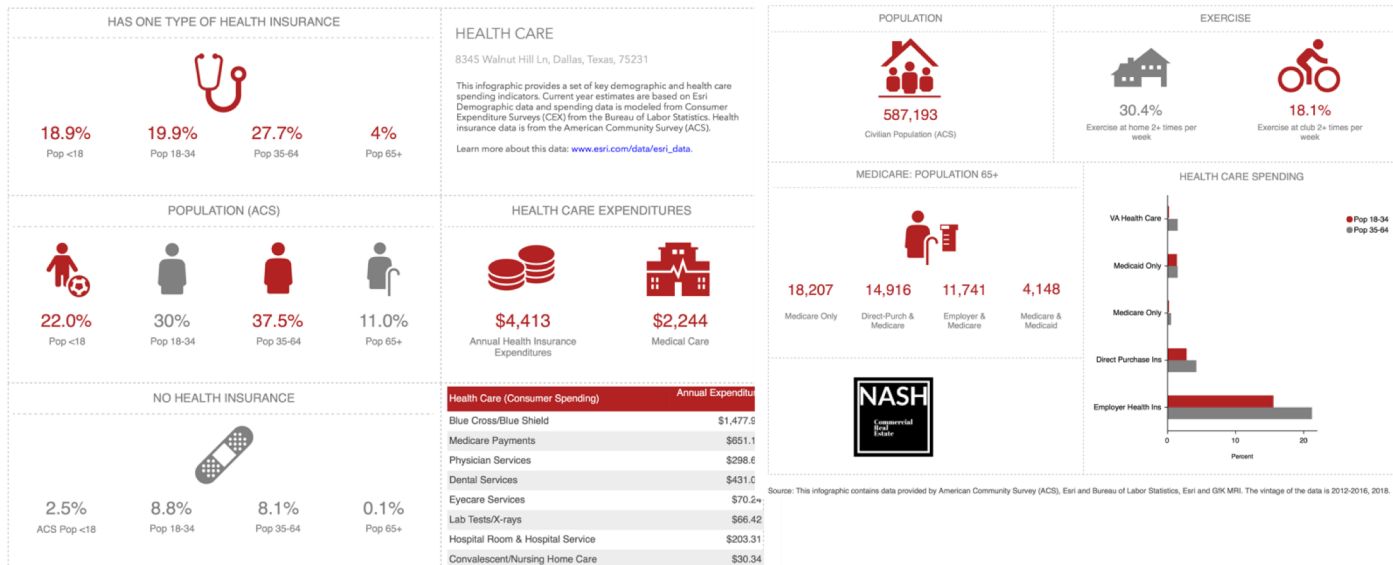 HAS ONE TYPE OF HEALTH INSURANCE
18.9% 19.9% 27.7% 4%
Pop <18 Pop 18-34 Pop 35-64 Pop 65+
HEALTH CARE
8345 Walnut Hill Ln, Dallas, Texas, 75231
This infographic provides a set of key demographic and health care
spending indicators. Current year estimates are based on Esri
Demographic data and spending data is modeled from Consumer
Expenditure Surveys (CEX) from the Bureau of Labor Statistics. Health
insurance data is from the American Community Survey (ACS).
Learn more about this data: www.esri.com/data/esri_data.
POPULATION (ACS)
22.0% 30% 37.5% 11.0%
Pop <18 Pop 18-34 Pop 35-64 Pop 65+
HEALTH CARE EXPENDITURES
$4,413 $2,244
Annual Health Insurance Medical Care
Expenditures
NO HEALTH INSURANCE
2.5% 8.8% 8.1% 0.1%
ACS Pop <18 Pop 18-34 Pop 35-64 Pop 65+
Health Care (Consumer Spending) Annual Expenditu
Blue Cross/Blue Shield $1,477.9
Medicare Payments $651.1
Physician Services $298.6
Dental Services $431.0
Eyecare Services $70.24
Lab Tests/X-rays $66.42
Hospital Room & Hospital Service $203.31
Convalescent/Nursing Home Care $30.34
POPULATION
587,193
Civilian Population (ACS)
EXERCISE
30.4% 18.1%
Exercise at home 2+ times per Exercise at club 2+ times per
week week
MEDICARE: POPULATION 65+
18,207 14,916 11,741 4,148
Medicare Only Direct-Purch & Employer & Medicare &
Medicare Medicare Medicaid
NASH
Commercial
Real
Estate
HEALTH CARE SPENDING
VA Health Care
Medicaid Only
Medicare Only
Direct Purchase Ins
Employer Health Ins
0 10 20
Percent
Pop 18-34
Pop 35-64
Source: This infographic contains data provided by American Community Survey (ACS), Esri and Bureau of Labor Statistics, Esri and GfK MRI. The vintage of the data is 2012-2016, 2018.